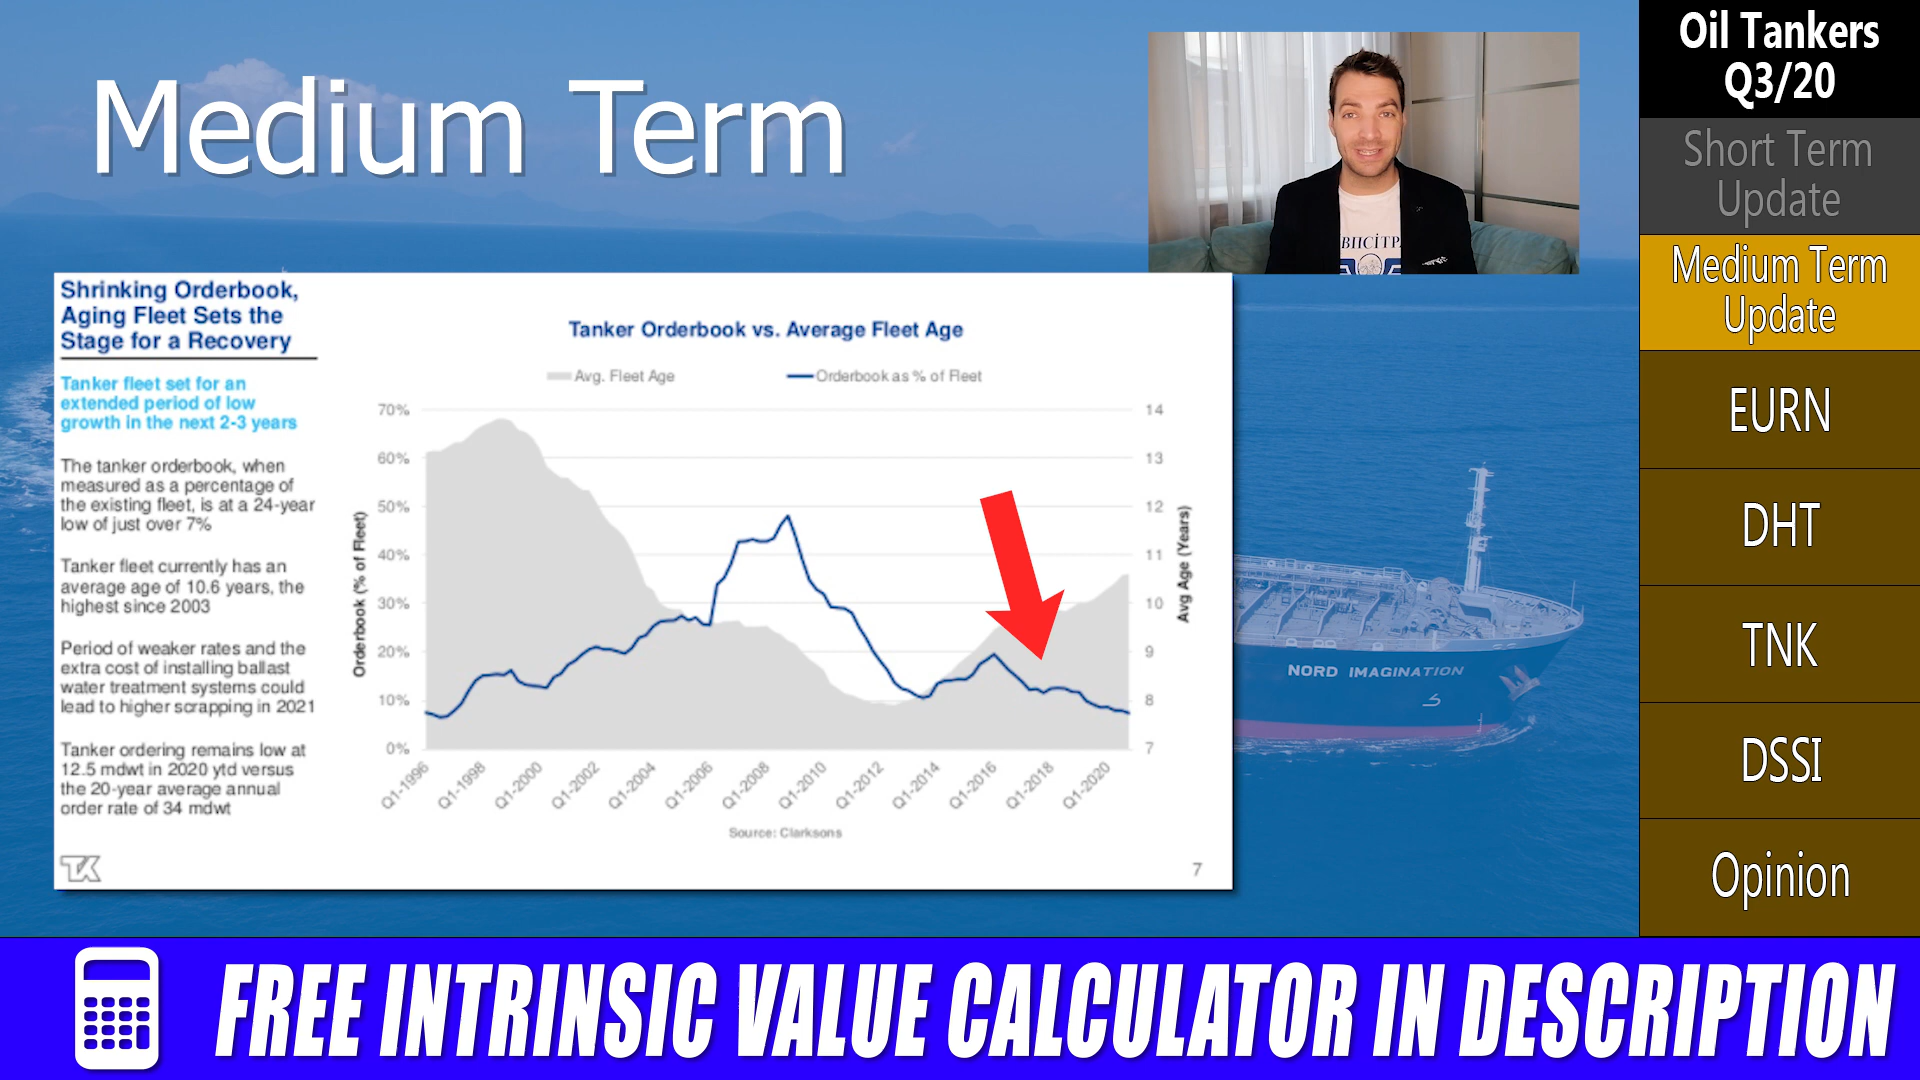 Medium Term
Shrinking Orderbook,
Aging Fleet Sets the
Stage for a Recovery
Tanker fleet set for an
extended period of low
growth in the next 2-3 years
The tanker orderbook, when
measured as a percentage of
the existing fleet, is at a 24-year
low of just over 7%
Tanker fleet currently has an
average age of 10.6 years, the
highest since 2003
Period of weaker rates and the
extra cost of installing ballast
water treatment systems could
lead to higher scrapping in 2021
Tanker ordering remains low at
12.5 mdwt in 2020 ytd versus
the 20-year average annual
order rate of 34 mdwt
TK
Tanker Orderbook vs. Average Fleet Age
Avg. Fleet Age
Orderbook as % of Fleet
Orderbook (% of Fleet)
70%
60%
50%
40%
30%
20%
10%
0%
14
13
12
11
10
9
8
7
Avg Age (Years)
Q1-1996
Q1-1998
Q1-2000
Q1-2002
Q1-2004
Q1-2006
Q1-2008
Q1-2010
Q1-2012
Q1-2014
Q1-2016
Q1-2018
Q1-2020
Source: Clarksons
7
NORD IMAGINATION
Oil Tankers
Q3/20
Short Term
Update
Medium Term
Update
EURN
DHT
TNK
DSSI
Opinion
FREE INTRINSIC VALUE CALCULATOR IN DESCRIPTION